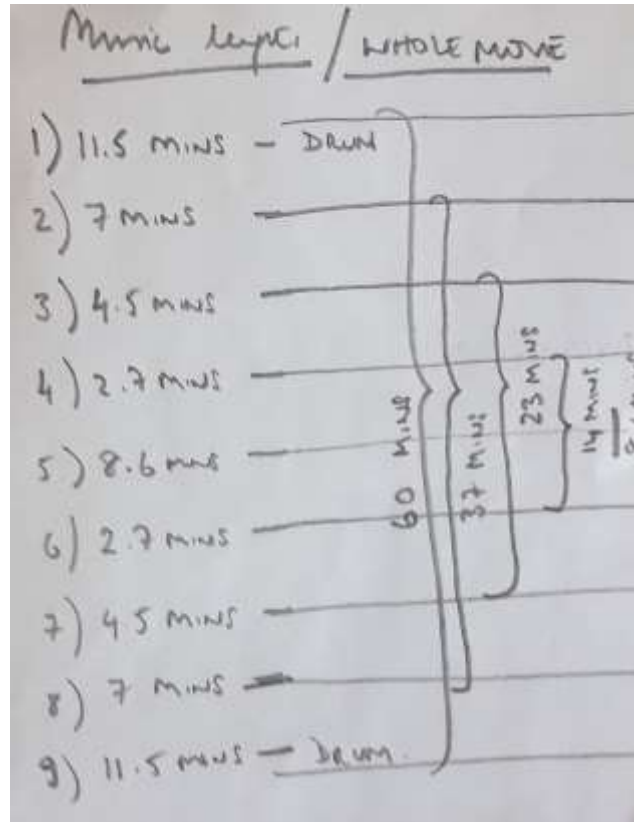 Music / WHOLE MOVIE
1) 11.5 MINS - DRUM
2) 7 MINS
3) 4.5 MINS
4) 2.7 MINS
5) 8.6 MINS
6) 2.7 MINS
7) 4.5 MINS
8) 7 MINS
9) 11.5 MINS - DRUM.
60 MINS
37 MINS
23 MINS
14 MINS